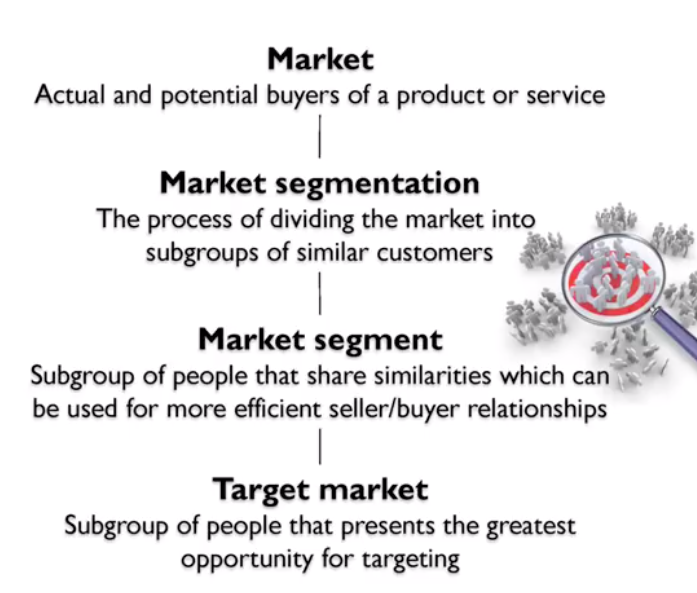 Market
Actual and potential buyers of a product or service
Market segmentation
The process of dividing the market into
subgroups of similar customers
Market segment
Subgroup of people that share similarities which can
be used for more efficient seller/buyer relationships
Target market
Subgroup of people that presents the greatest
opportunity for targeting